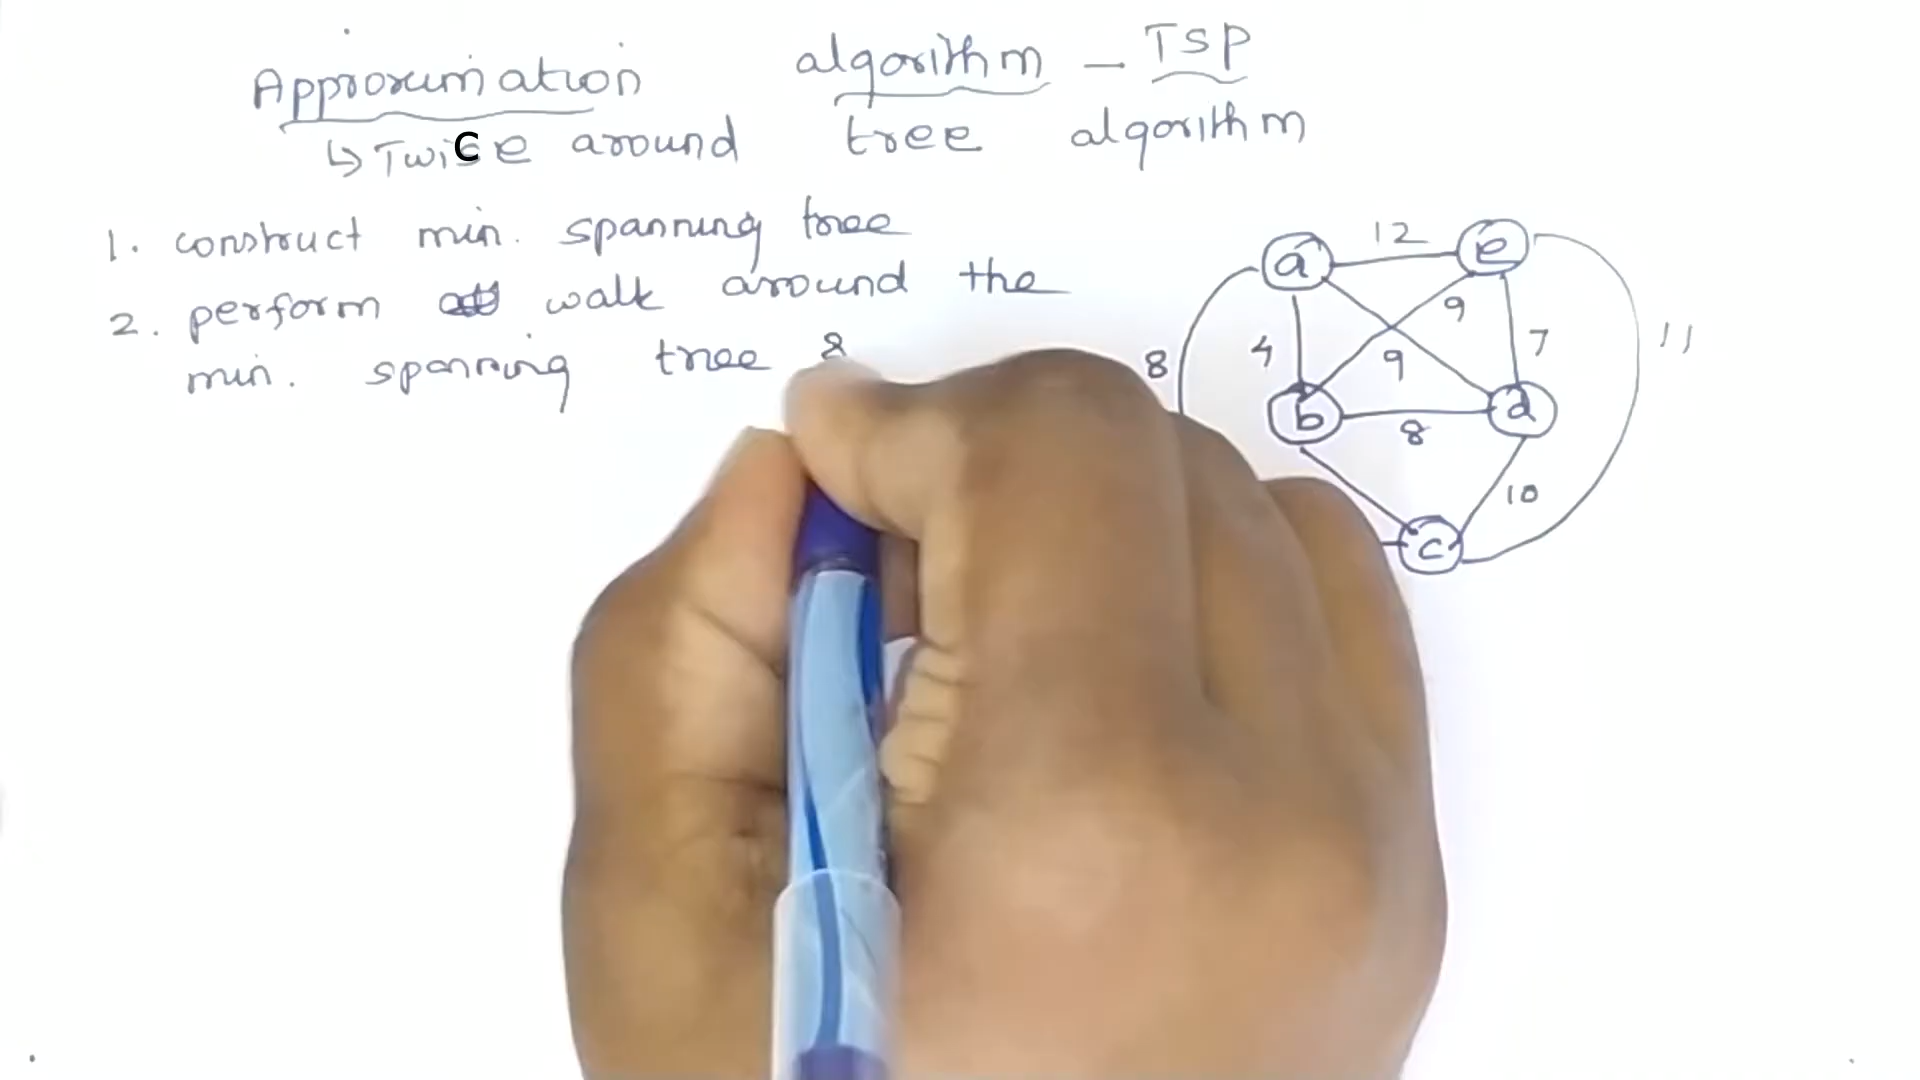 Approximation algorithm - TSP
↳ Twice around tree algorithm
1. construct min. spanning tree
2. perform walk around the
min. spanning tree &
a 12 e
9
8 4 9 7 11
b 8 d
10
c